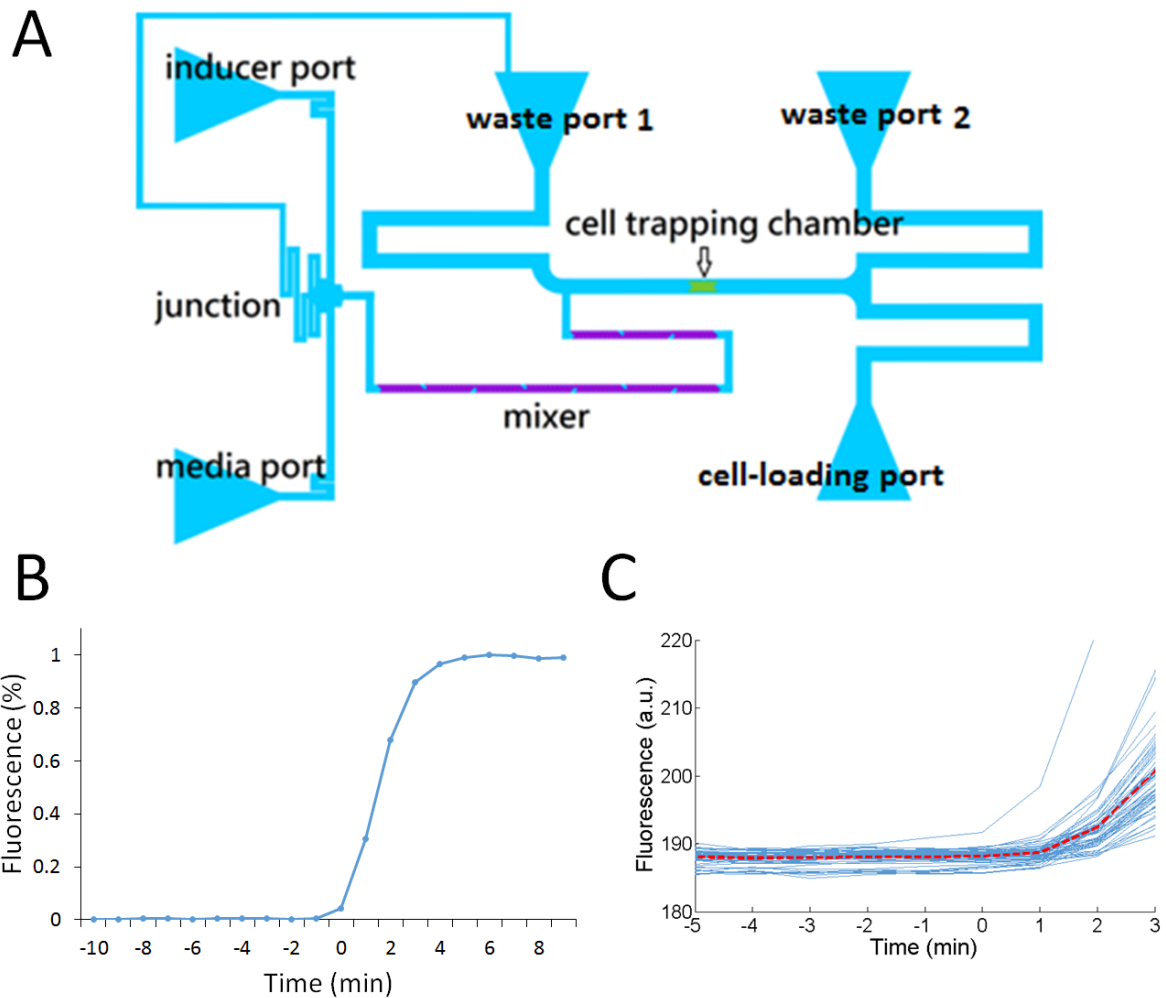 A
inducer port
waste port 1
waste port 2
cell trapping chamber
junction
mixer
media port
cell-loading port
B
Fluorescence (%)
1
0.8
0.6
0.4
0.2
0
-10 -8 -6 -4 -2 0 2 4 6 8
Time (min)
C
Fluorescence (a.u.)
220
210
200
190
180
-5 -4 -3 -2 -1 0 1 2 3
Time (min)